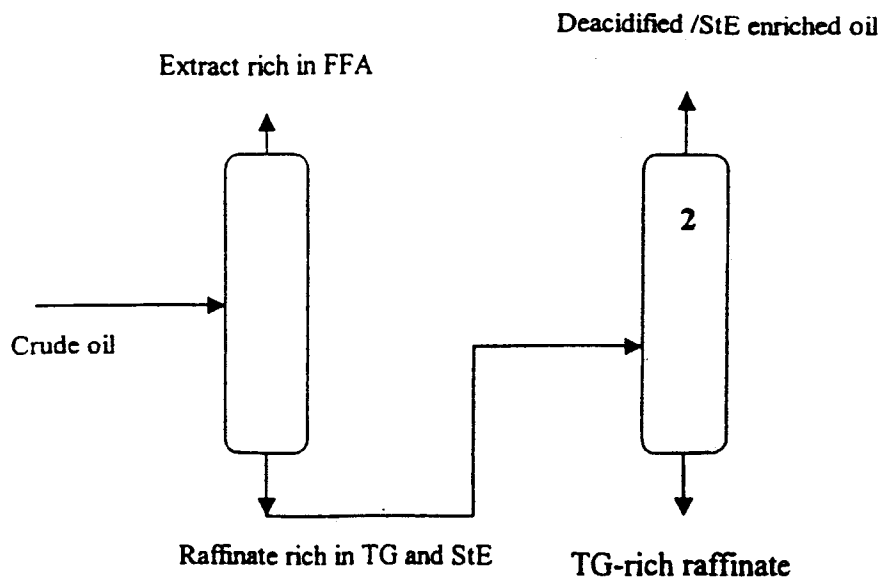 Deacidified /StE enriched oil
Extract rich in FFA
2
Crude oil
Raffinate rich in TG and StE
TG-rich raffinate